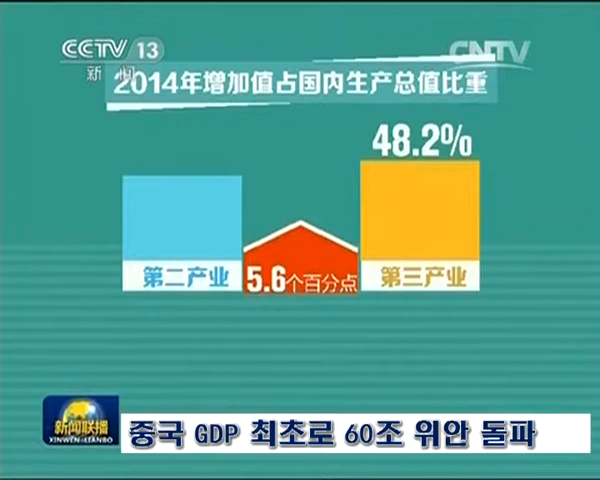 CCTV 13
新闻
CNTV
2014年增加值占国内生产总值比重
48.2%
第二产业
5.6个百分点
第三产业
新闻联播
XINWEN LIANBO
중국 GDP 최초로 60조 위안 돌파